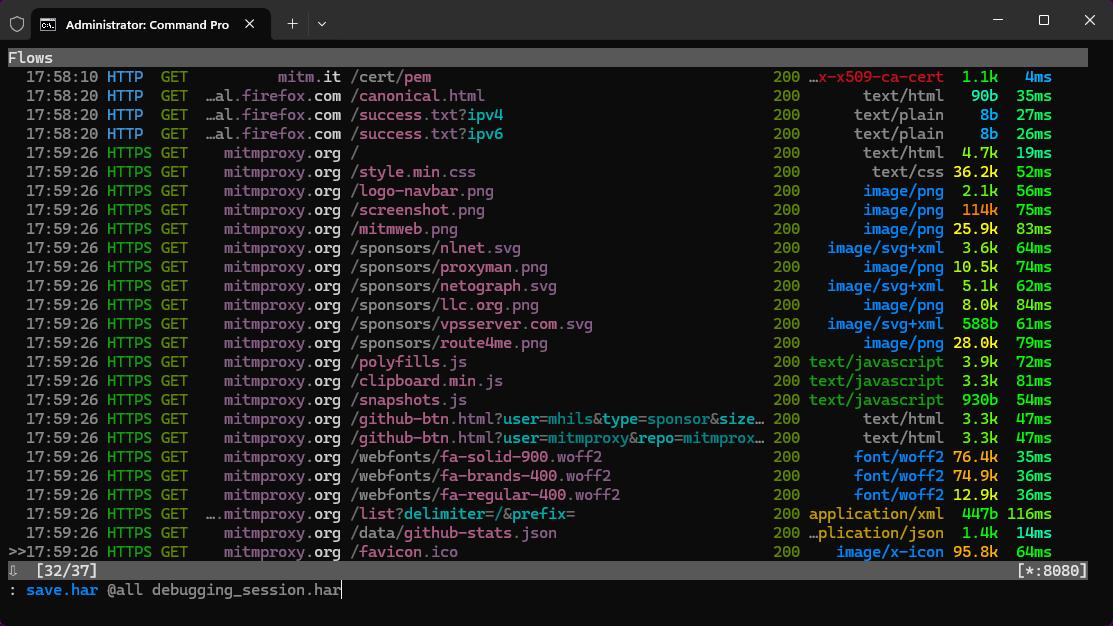 Administrator: Command Pro
Flows
17:58:10 HTTP GET mitm.it /cert/pem 200 …x-x509-ca-cert 1.1k 4ms
17:58:20 HTTP GET …al.firefox.com /canonical.html 200 text/html 90b 35ms
17:58:20 HTTP GET …al.firefox.com /success.txt?ipv4 200 text/plain 8b 27ms
17:58:20 HTTP GET …al.firefox.com /success.txt?ipv6 200 text/plain 8b 26ms
17:59:26 HTTPS GET mitmproxy.org / 200 text/html 4.7k 19ms
17:59:26 HTTPS GET mitmproxy.org /style.min.css 200 text/css 36.2k 52ms
17:59:26 HTTPS GET mitmproxy.org /logo-navbar.png 200 image/png 2.1k 56ms
17:59:26 HTTPS GET mitmproxy.org /screenshot.png 200 image/png 114k 75ms
17:59:26 HTTPS GET mitmproxy.org /mitmweb.png 200 image/png 25.9k 83ms
17:59:26 HTTPS GET mitmproxy.org /sponsors/nlnet.svg 200 image/svg+xml 3.6k 64ms
17:59:26 HTTPS GET mitmproxy.org /sponsors/proxyman.png 200 image/png 10.5k 74ms
17:59:26 HTTPS GET mitmproxy.org /sponsors/netograph.svg 200 image/svg+xml 5.1k 62ms
17:59:26 HTTPS GET mitmproxy.org /sponsors/llc.org.png 200 image/png 8.0k 84ms
17:59:26 HTTPS GET mitmproxy.org /sponsors/vpsserver.com.svg 200 image/svg+xml 588b 61ms
17:59:26 HTTPS GET mitmproxy.org /sponsors/route4me.png 200 image/png 28.0k 79ms
17:59:26 HTTPS GET mitmproxy.org /polyfills.js 200 text/javascript 3.9k 72ms
17:59:26 HTTPS GET mitmproxy.org /clipboard.min.js 200 text/javascript 3.3k 81ms
17:59:26 HTTPS GET mitmproxy.org /snapshots.js 200 text/javascript 930b 54ms
17:59:26 HTTPS GET mitmproxy.org /github-btn.html?user=mhils&type=sponsor&size… 200 text/html 3.3k 47ms
17:59:26 HTTPS GET mitmproxy.org /github-btn.html?user=mitmproxy&repo=mitmprox… 200 text/html 3.3k 47ms
17:59:26 HTTPS GET mitmproxy.org /webfonts/fa-solid-900.woff2 200 font/woff2 76.4k 35ms
17:59:26 HTTPS GET mitmproxy.org /webfonts/fa-brands-400.woff2 200 font/woff2 74.9k 36ms
17:59:26 HTTPS GET mitmproxy.org /webfonts/fa-regular-400.woff2 200 font/woff2 12.9k 36ms
17:59:26 HTTPS GET ….mitmproxy.org /list?delimiter=/&prefix= 200 application/xml 447b 116ms
17:59:26 HTTPS GET mitmproxy.org /data/github-stats.json 200 …plication/json 1.4k 14ms
>>17:59:26 HTTPS GET mitmproxy.org /favicon.ico 200 image/x-icon 95.8k 64ms
⇩ [32/37] [*:8080]
: save.har @all debugging_session.har